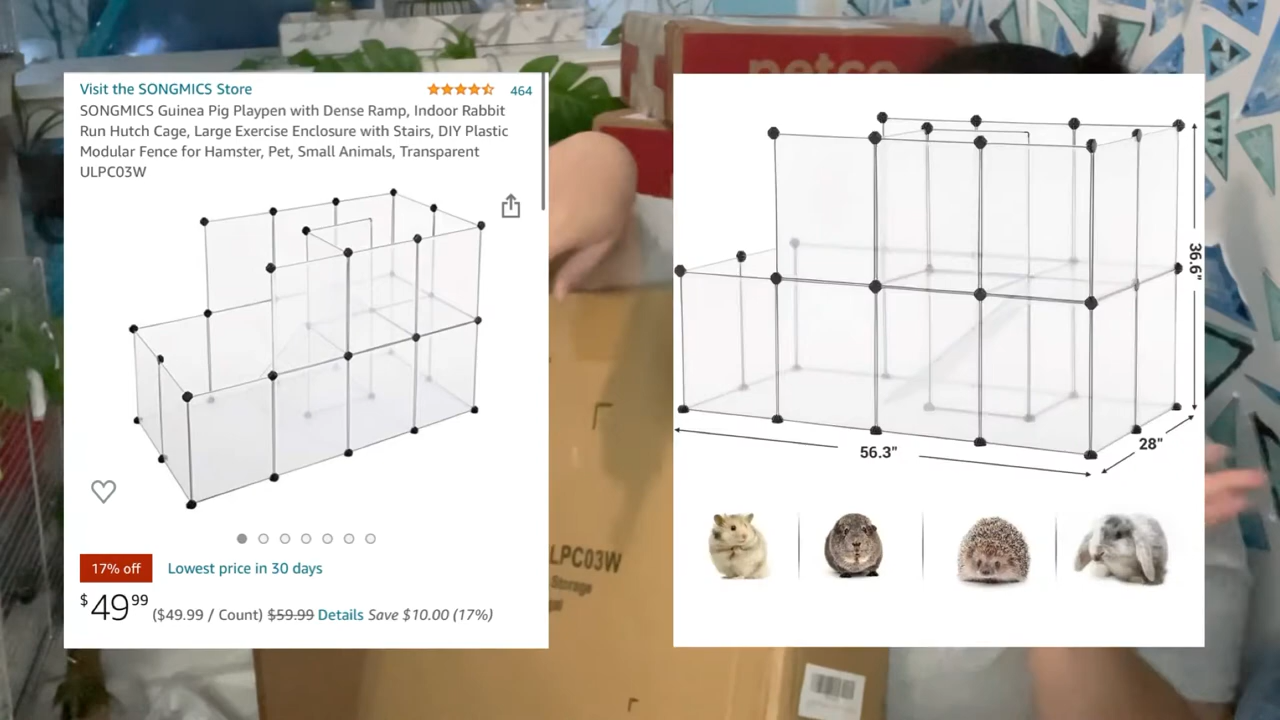 petco
Visit the SONGMICS Store
464
SONGMICS Guinea Pig Playpen with Dense Ramp, Indoor Rabbit
Run Hutch Cage, Large Exercise Enclosure with Stairs, DIY Plastic
Modular Fence for Hamster, Pet, Small Animals, Transparent
ULPC03W
17% off
Lowest price in 30 days
$49.99 ($49.99 / Count) $59.99 Details Save $10.00 (17%)
36.6"
56.3"
28"
LPC03W
Storage